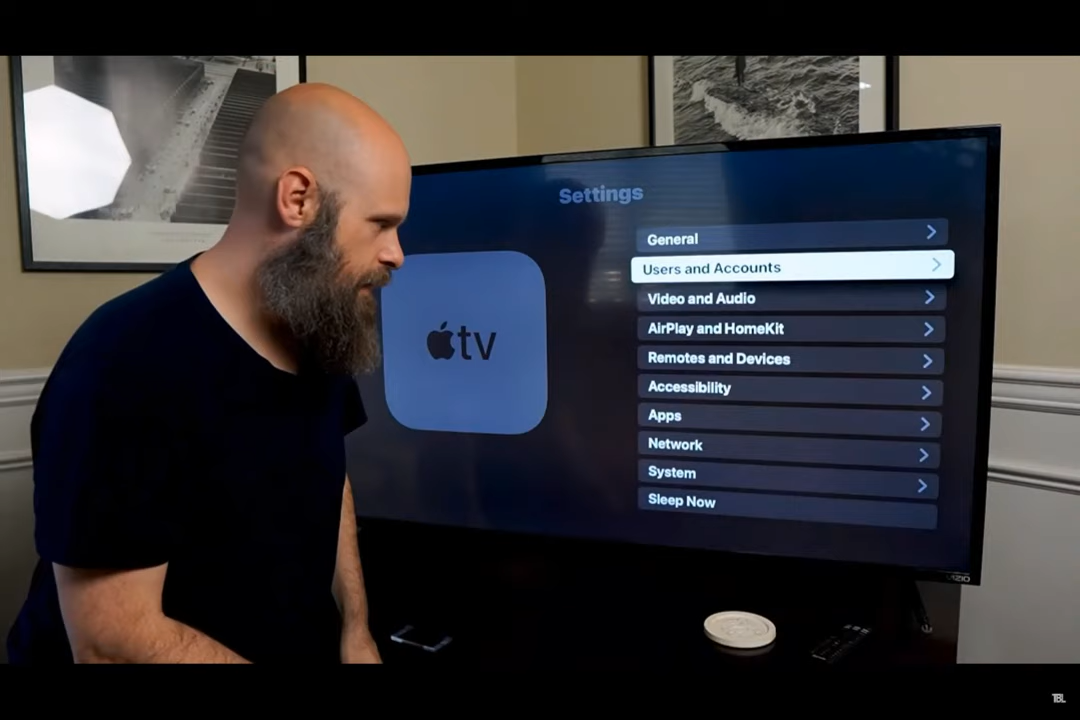 Settings
General
Users and Accounts
tv
Video and Audio
AirPlay and HomeKit
Remotes and Devices
Accessibility
Apps
Network
System
Sleep Now
VIZIO
TBL